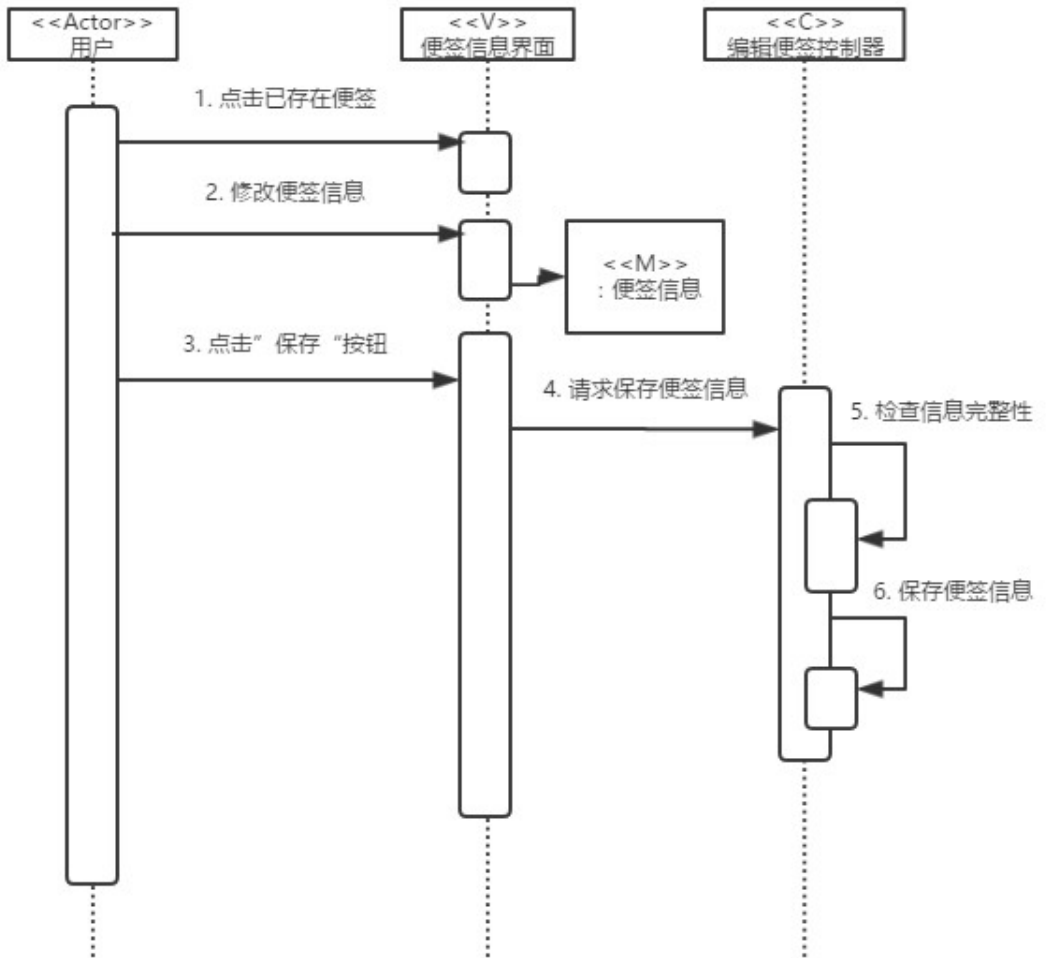 <<Actor>>
用户
<<V>>
便签信息界面
<<C>>
编辑便签控制器
1. 点击已存在便签
2. 修改便签信息
<<M>>
：便签信息
3. 点击”保存“按钮
4. 请求保存便签信息
5. 检查信息完整性
6. 保存便签信息